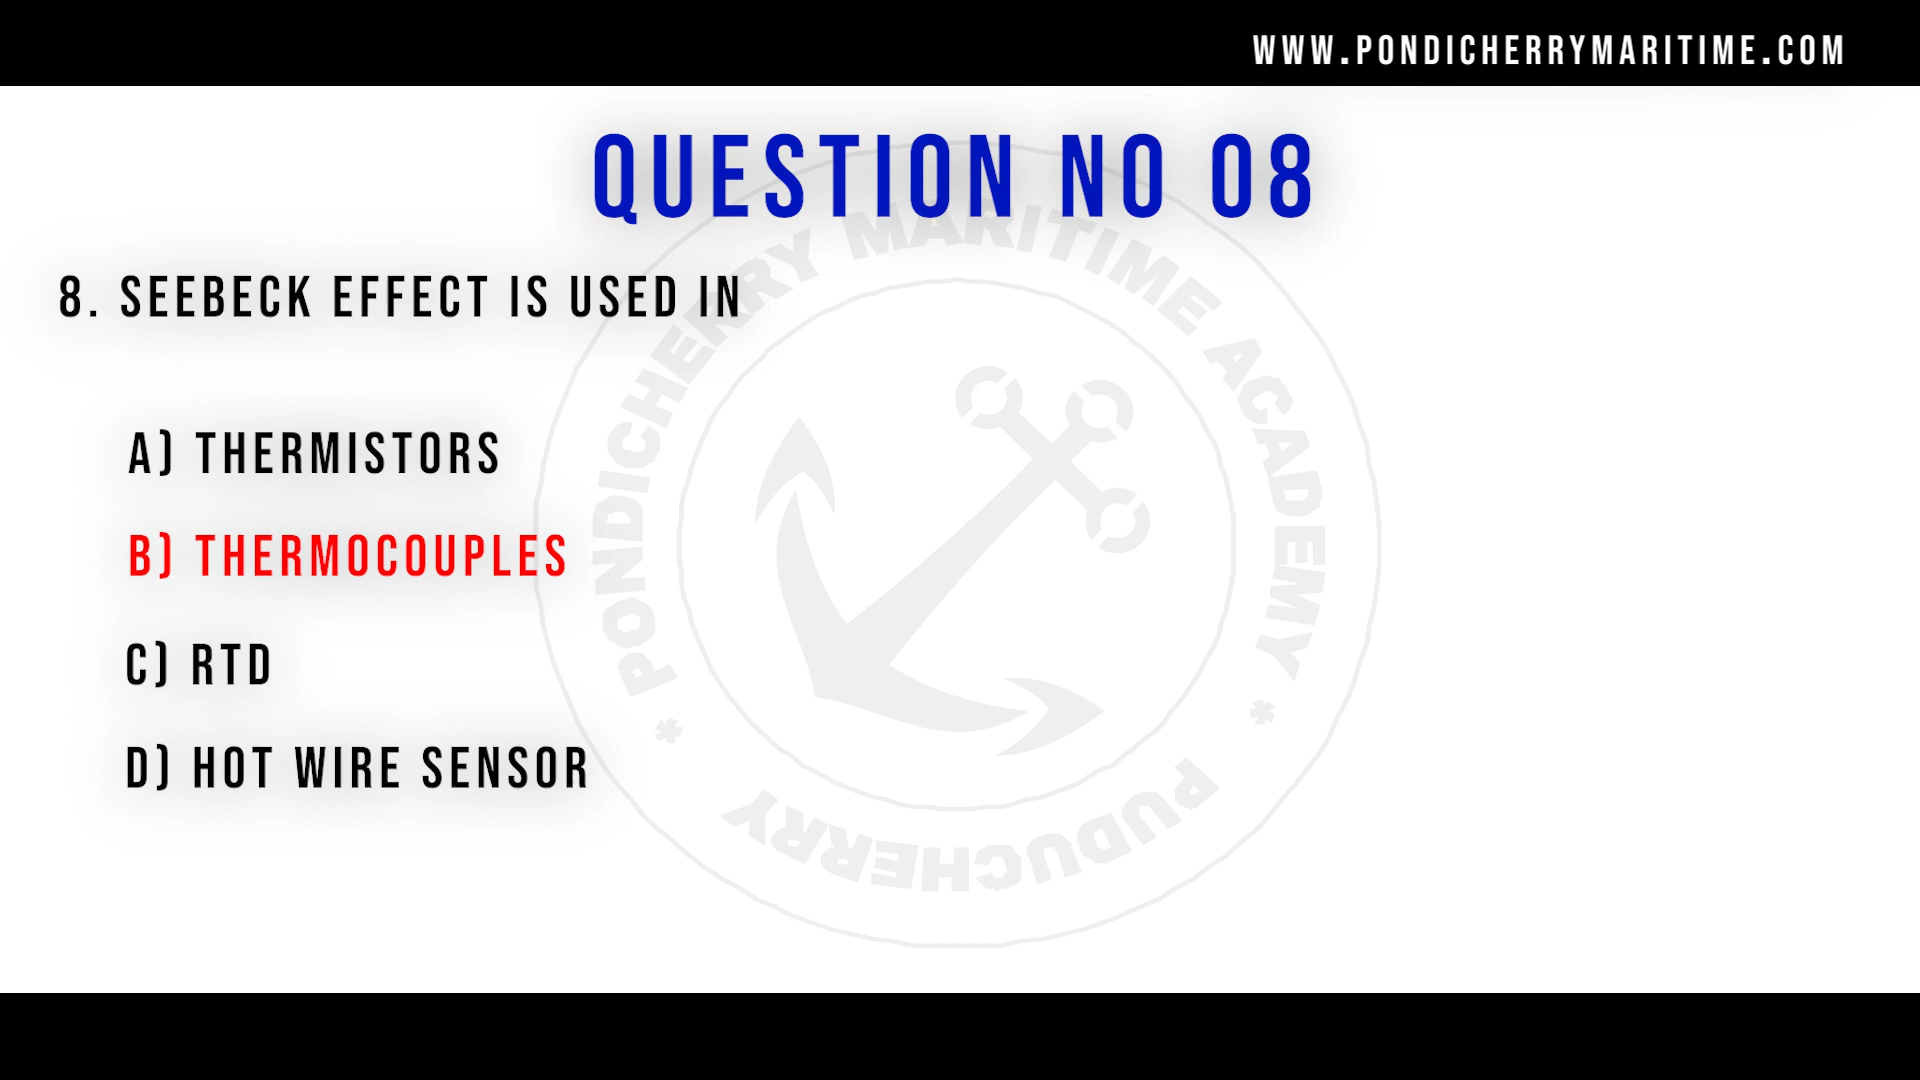 WWW.PONDICHERRYMARITIME.COM
QUESTION NO 08
8. SEEBECK EFFECT IS USED IN
A) THERMISTORS
B) THERMOCOUPLES
C) RTD
D) HOT WIRE SENSOR
* PONDICHERRY MARITIME ACADEMY *
PUDUCHERRY